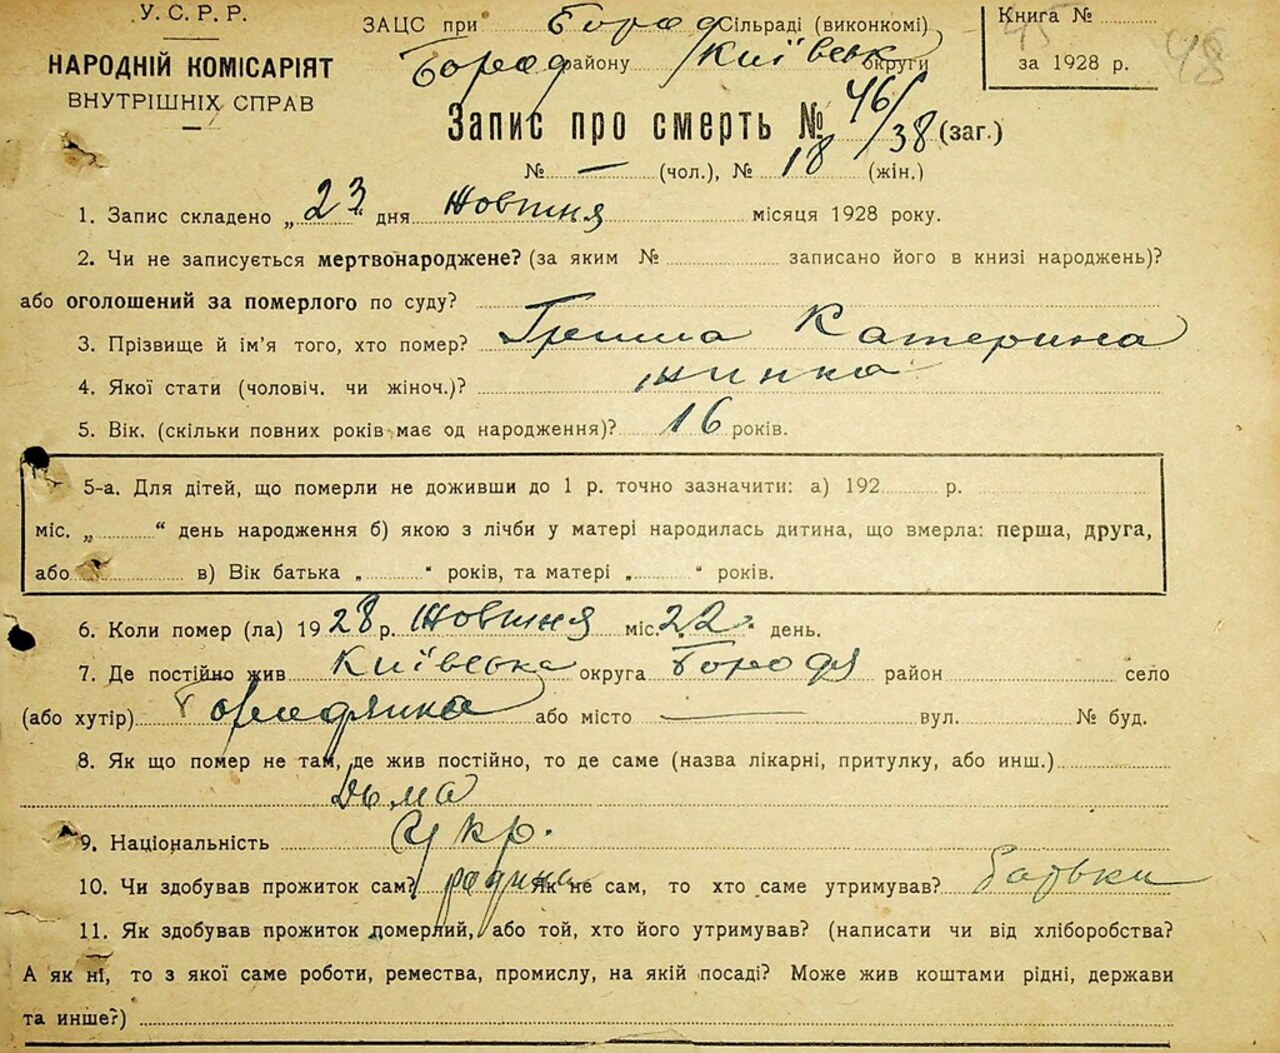 У. С. Р. Р.
НАРОДНІЙ КОМІСАРІЯТ
ВНУТРІШНІХ СПРАВ
ЗАЦС при Бород Сільраді (виконкомі)
Бород району Київськ округи
Книга № 45
за 1928 р.
48
Запис про смерть № 46/38 (заг.)
№ — (чол.), № 18 (жін.)
1. Запис складено „23“ дня Жовтня місяця 1928 року.
2. Чи не записується мертвонароджене? (за яким № записано його в книзі народжень)?
або оголошений за померлого по суду?
3. Прізвище й ім'я того, хто помер? Катерина
4. Якої стати (чоловіч. чи жіноч.)? жинка
5. Вік. (скільки повних років має од народження)? 16 років.
5-а. Для дітей, що померли не доживши до 1 р. точно зазначити: а) 192 р.
міс. „ “ день народження б) якою з лічби у матері народилась дитина, що вмерла: перша, друга,
або в) Вік батька „ “ років, та матері „ “ років.
6. Коли помер (ла) 1928 р. Жовтня міс. „22“ день.
7. Де постійно жив Київська округа Бородя район село
(або хутір) Бородянка або місто — вул. № буд.
8. Як що помер не там, де жив постійно, то де саме (назва лікарні, притулку, або инш.)
Дома
9. Національність Укр.
10. Чи здобував прожиток сам? родина Як не сам, то хто саме утримував? Батьки
11. Як здобував прожиток померлий, або той, хто його утримував? (написати чи від хліборобства?
А як ні, то з якої саме роботи, ремества, промислу, на якій посаді? Може жив коштами рідні, держави
та инше?)